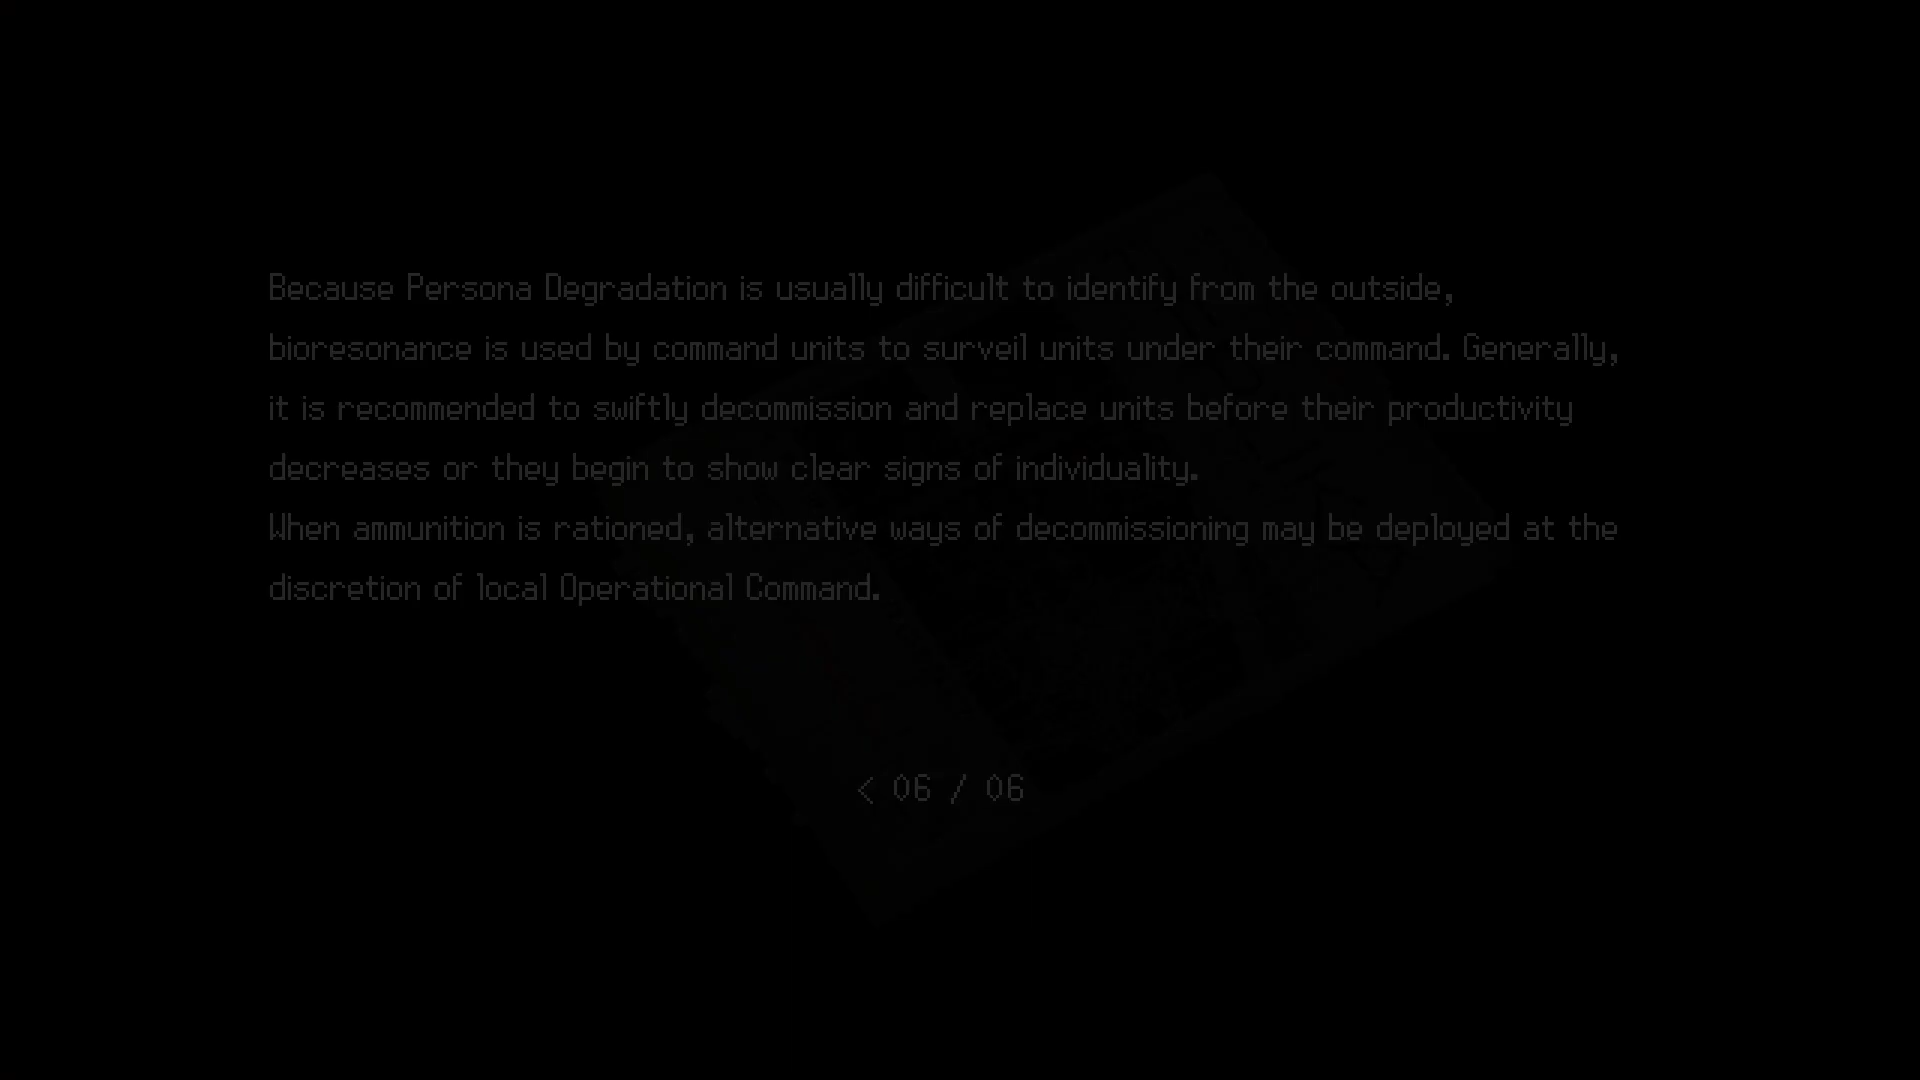 Because Persona Degradation is usually difficult to identify from the outside,
bioresonance is used by command units to surveil units under their command. Generally,
it is recommended to swiftly decommission and replace units before their productivity
decreases or they begin to show clear signs of individuality.
When ammunition is rationed, alternative ways of decommissioning may be deployed at the
discretion of local Operational Command.
< 06 / 06